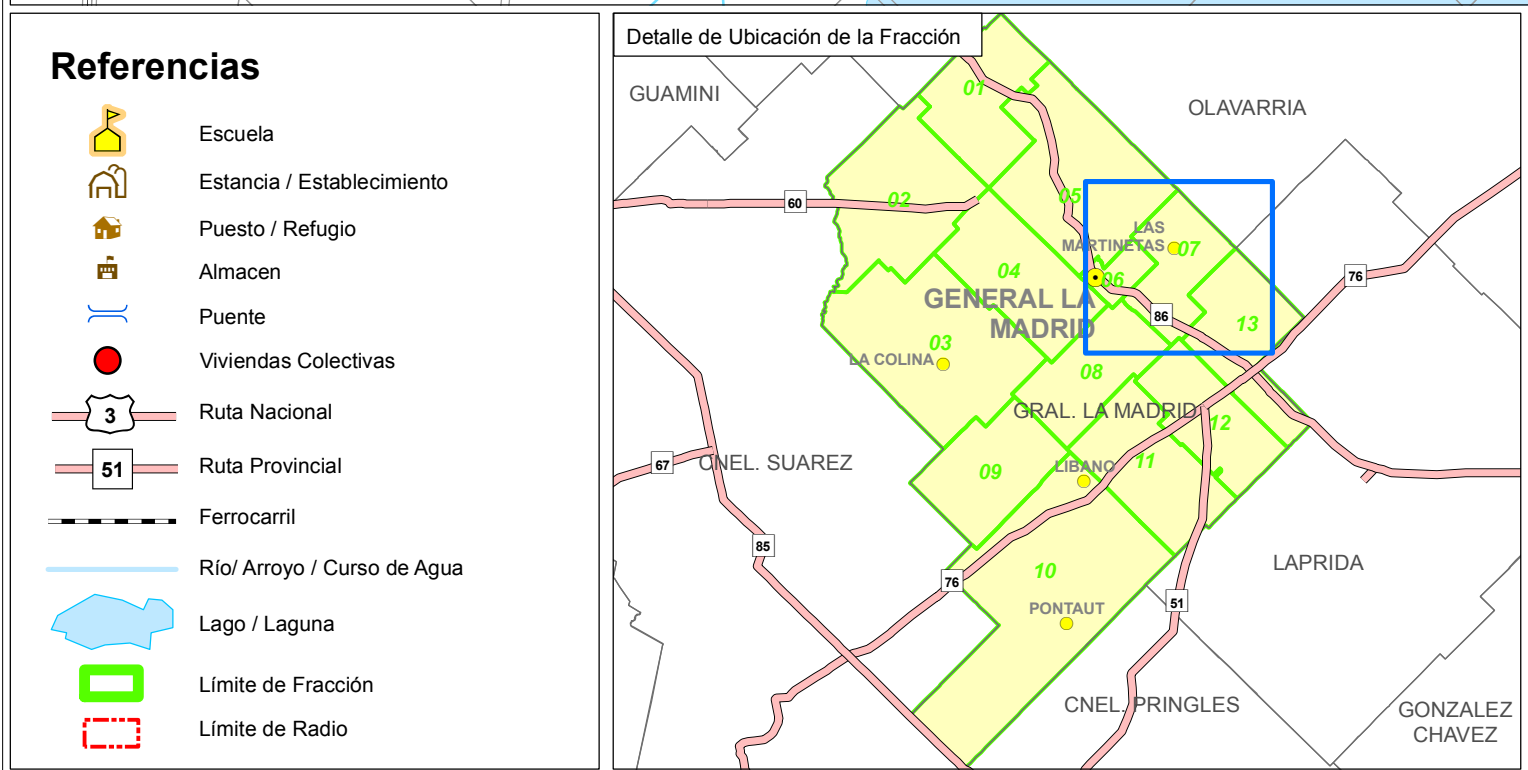 Referencias
Escuela
Estancia / Establecimiento
Puesto / Refugio
Almacen
Puente
Viviendas Colectivas
3
Ruta Nacional
51
Ruta Provincial
Ferrocarril
Río/ Arroyo / Curso de Agua
Lago / Laguna
Límite de Fracción
Límite de Radio
Detalle de Ubicación de la Fracción
GUAMINI
01
OLAVARRIA
02
60
05
LAS
MARTINETAS
07
04
06
76
GENERAL LA
MADRID
86
13
03
LA COLINA
08
GRAL. LA MADRID
12
67
CNEL. SUAREZ
09
LIBANO
11
85
76
10
LAPRIDA
PONTAUT
51
CNEL. PRINGLES
GONZALEZ
CHAVEZ